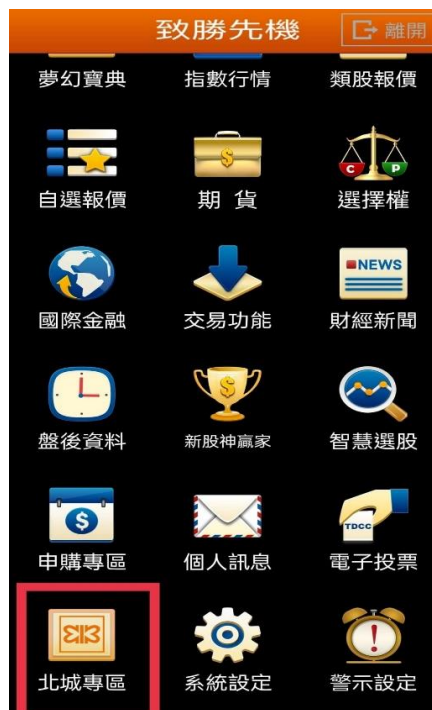 致勝先機
離開
夢幻寶典
指數行情
類股報價
$
C P
自選報價
期 貨
選擇權
NEWS
國際金融
交易功能
財經新聞
$
盤後資料
新股神贏家
智慧選股
$
TDCC
申購專區
個人訊息
電子投票
!
北城專區
系統設定
警示設定